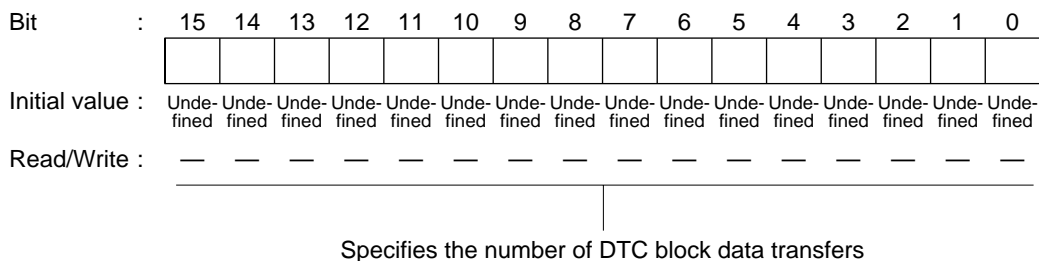 Bit : 15 14 13 12 11 10 9 8 7 6 5 4 3 2 1 0
Initial value : Unde- Unde- Unde- Unde- Unde- Unde- Unde- Unde- Unde- Unde- Unde- Unde- Unde- Unde- Unde- Unde-
fined fined fined fined fined fined fined fined fined fined fined fined fined fined fined fined
Read/Write : — — — — — — — — — — — — — — — —
Specifies the number of DTC block data transfers